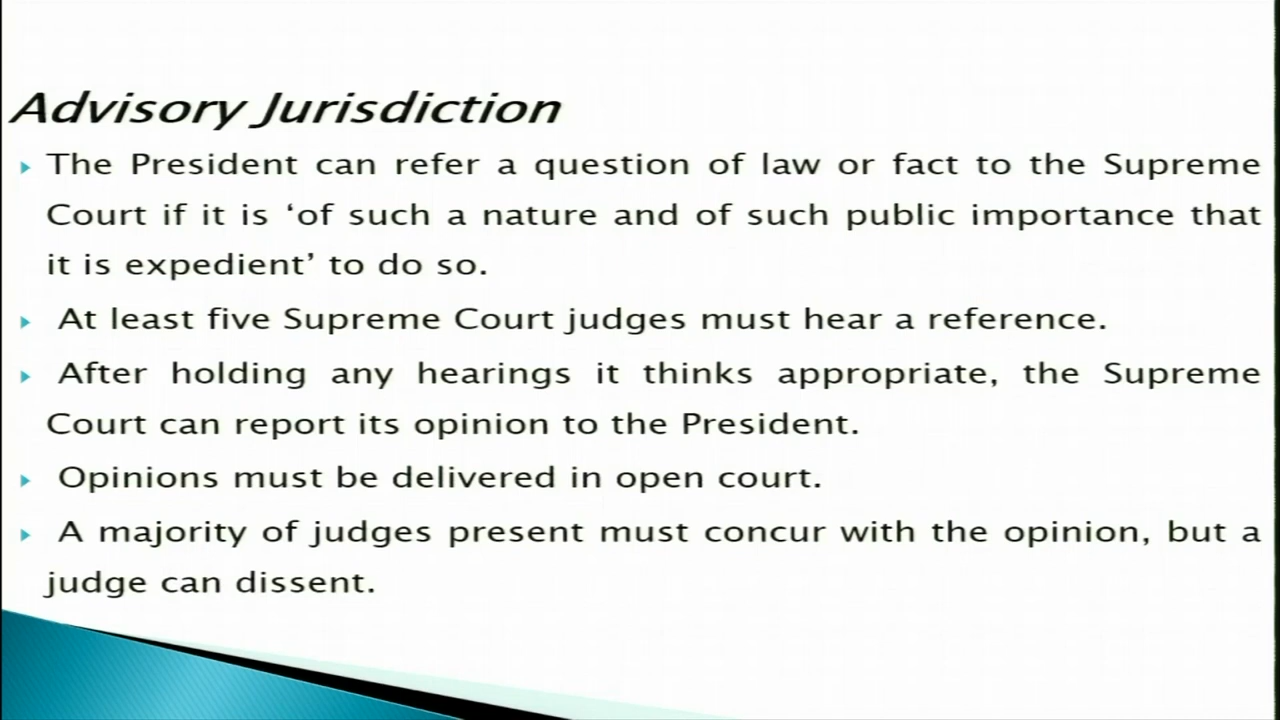 Advisory Jurisdiction
The President can refer a question of law or fact to the Supreme
Court if it is ‘of such a nature and of such public importance that
it is expedient’ to do so.
At least five Supreme Court judges must hear a reference.
After holding any hearings it thinks appropriate, the Supreme
Court can report its opinion to the President.
Opinions must be delivered in open court.
A majority of judges present must concur with the opinion, but a
judge can dissent.